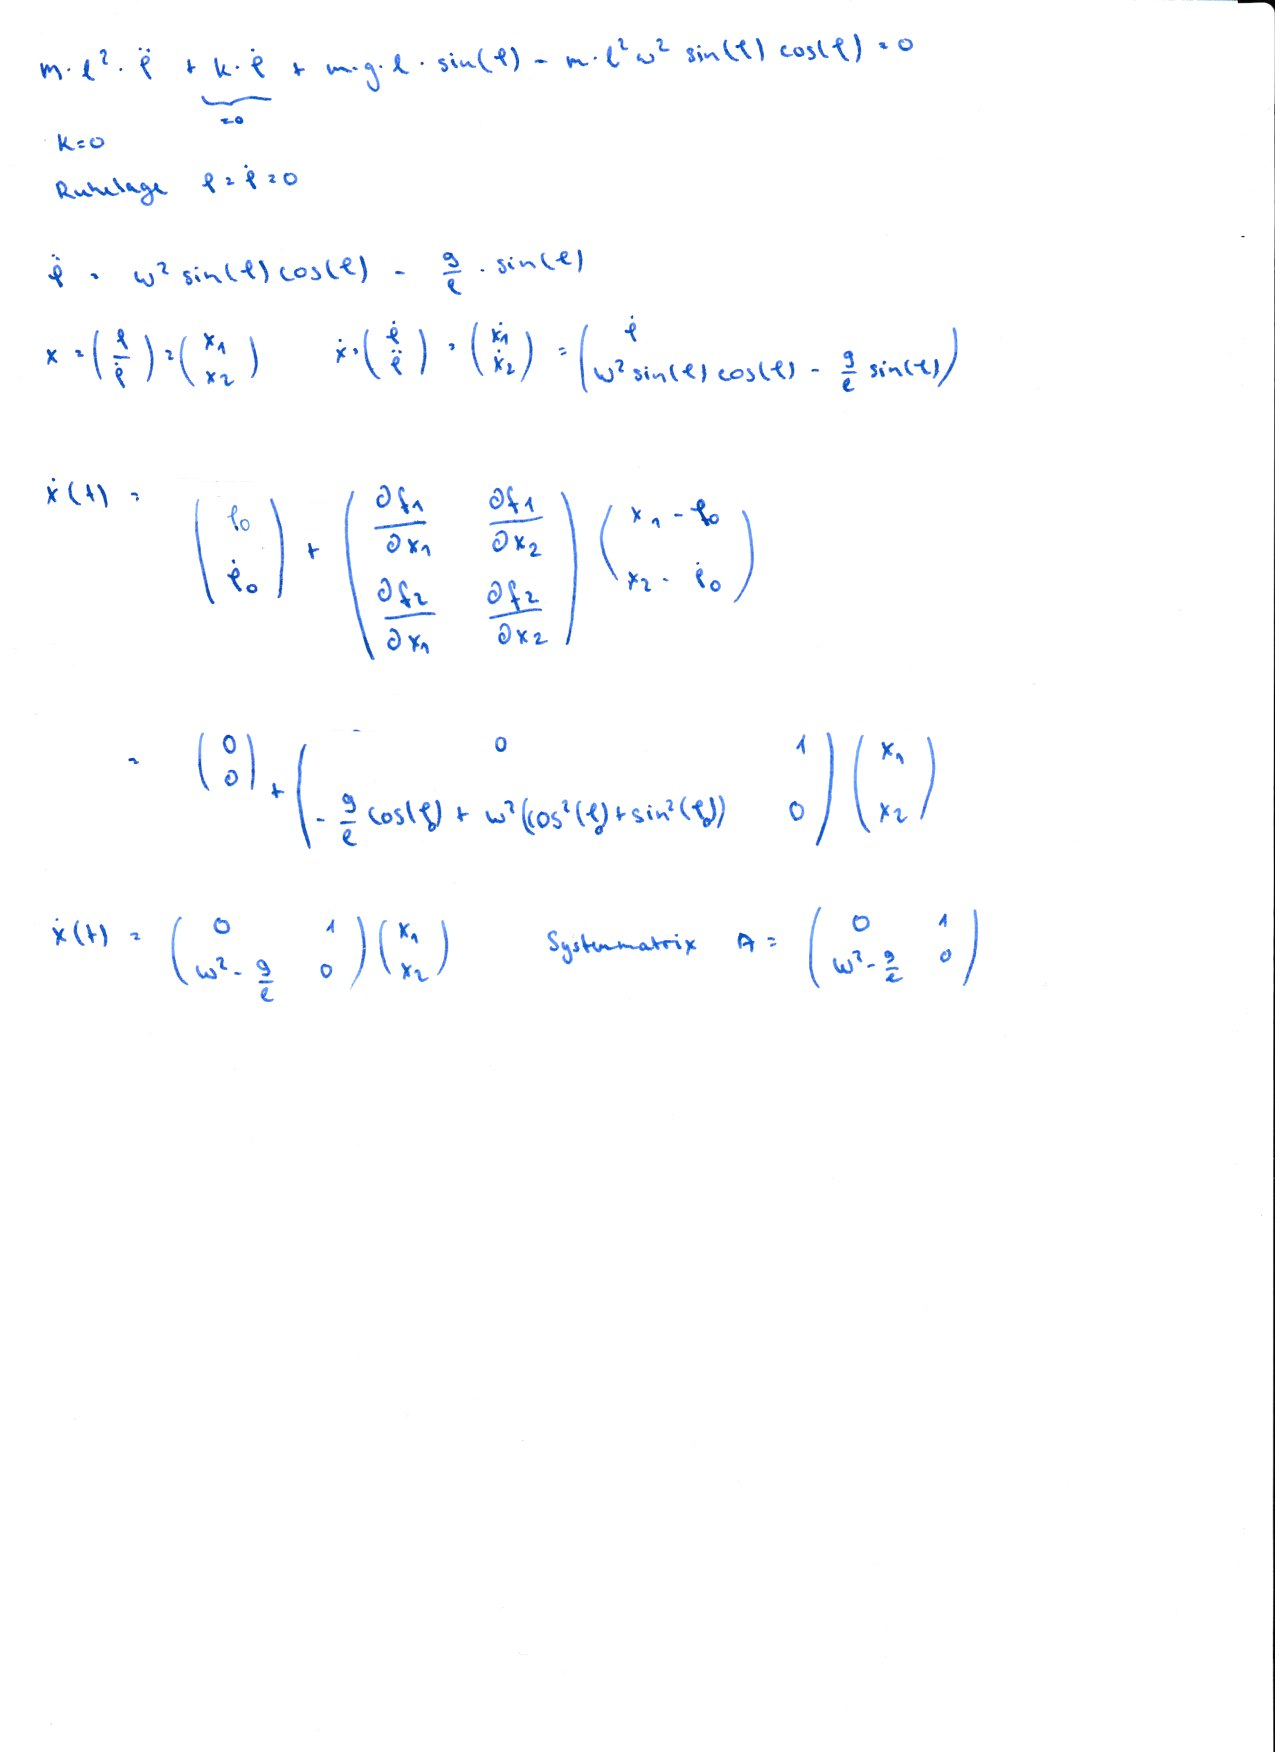 m·l²·φ̈ + k·φ̇ + m·g·l·sin(φ) - m·l²ω² sin(φ) cos(φ) = 0
=0
k=0
Ruhelage φ = φ̇ = 0
φ̈ = ω² sin(φ) cos(φ) - g/l · sin(φ)
x = (φ / φ̇) = (x₁ / x₂) ẋ = (φ̇ / φ̈) = (ẋ₁ / ẋ₂) = (φ̇ / ω² sin(φ) cos(φ) - g/l sin(φ))
ẋ(t) = (φ₀ / φ̇₀) + (∂f₁/∂x₁ ∂f₁/∂x₂ / ∂f₂/∂x₁ ∂f₂/∂x₂) (x₁ - φ₀ / x₂ - φ̇₀)
= (0 / 0) + (0 1 / -g/l cos(φ₀) + ω²(cos²(φ₀) + sin²(φ₀)) 0) (x₁ / x₂)
ẋ(t) = (0 1 / ω² - g/l 0) (x₁ / x₂) Systemmatrix A = (0 1 / ω² - g/l 0)